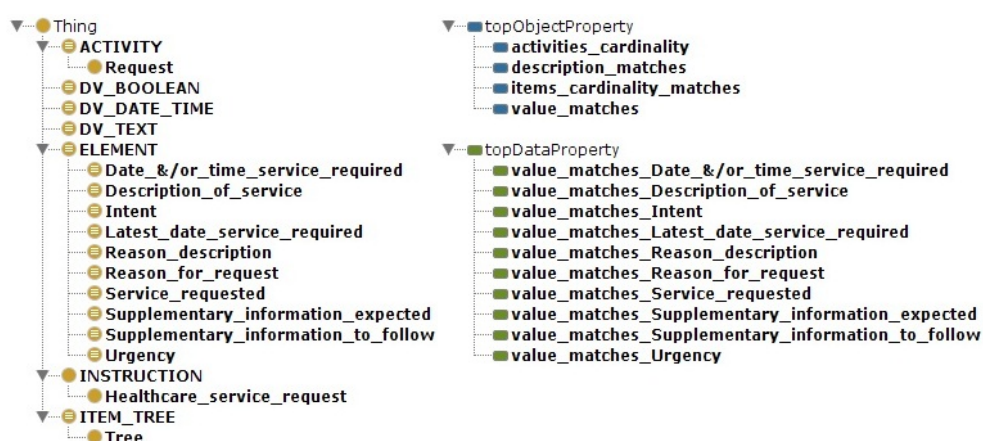 Thing
ACTIVITY
Request
DV_BOOLEAN
DV_DATE_TIME
DV_TEXT
ELEMENT
Date_&/or_time_service_required
Description_of_service
Intent
Latest_date_service_required
Reason_description
Reason_for_request
Service_requested
Supplementary_information_expected
Supplementary_information_to_follow
Urgency
INSTRUCTION
Healthcare_service_request
ITEM_TREE
Tree
topObjectProperty
activities_cardinality
description_matches
items_cardinality_matches
value_matches
topDataProperty
value_matches_Date_&/or_time_service_required
value_matches_Description_of_service
value_matches_Intent
value_matches_Latest_date_service_required
value_matches_Reason_description
value_matches_Reason_for_request
value_matches_Service_requested
value_matches_Supplementary_information_expected
value_matches_Supplementary_information_to_follow
value_matches_Urgency